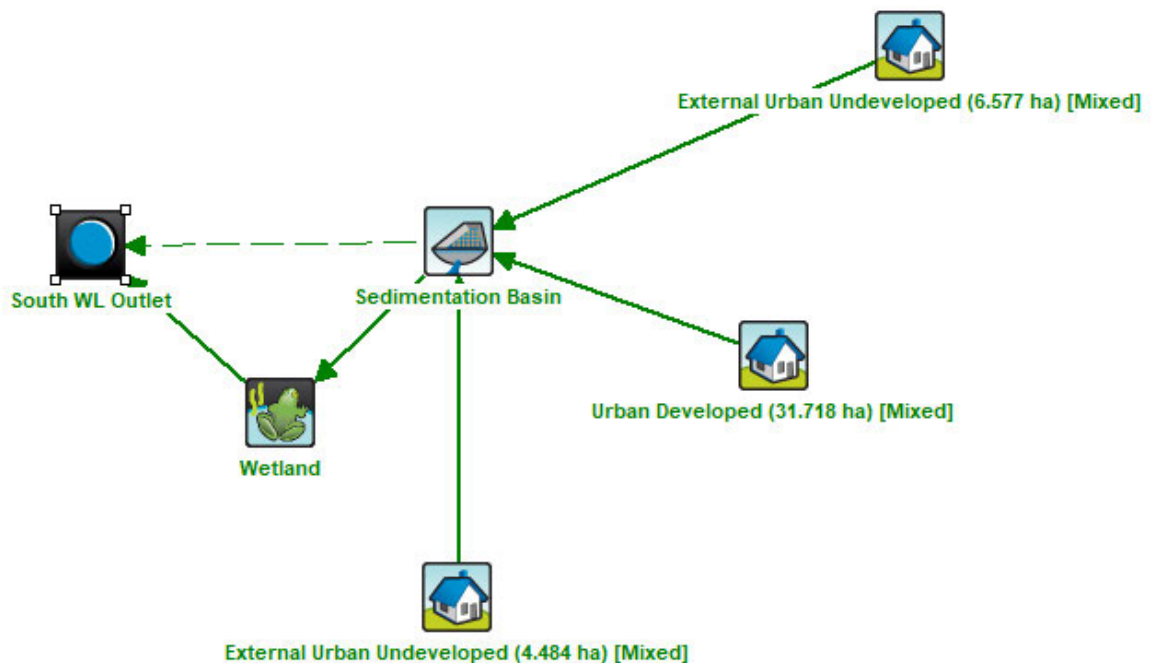 External Urban Undeveloped (6.577 ha) [Mixed]
South WL Outlet
Sedimentation Basin
Urban Developed (31.718 ha) [Mixed]
Wetland
External Urban Undeveloped (4.484 ha) [Mixed]